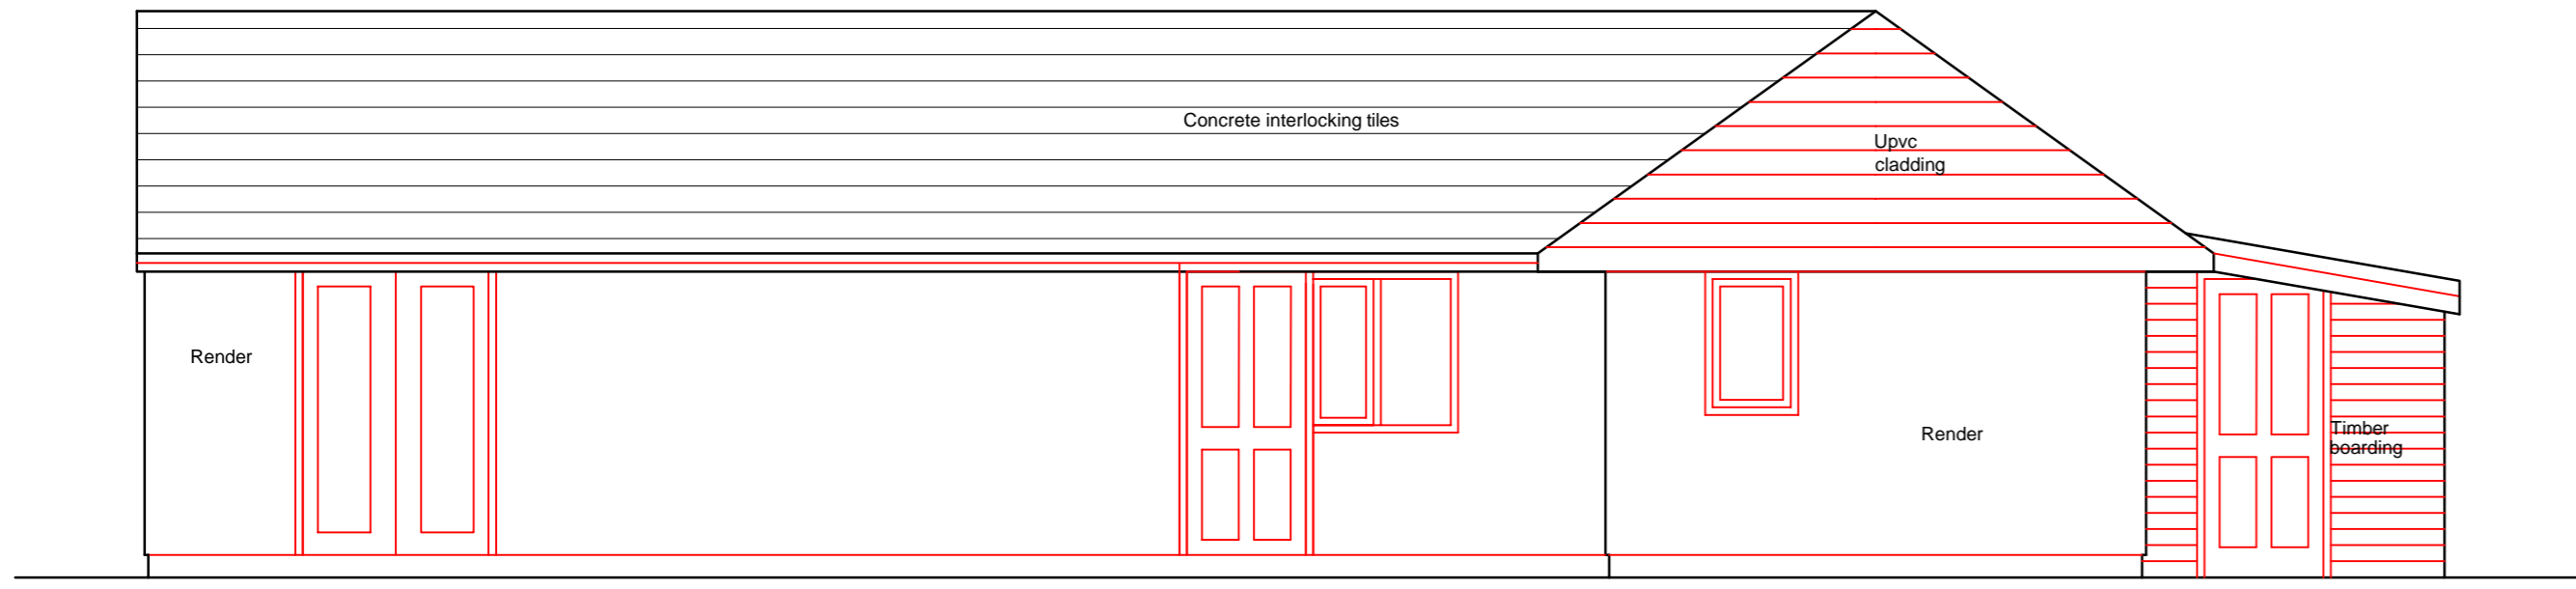 Concrete interlocking tiles
Upvc
cladding
Render
Render
Timber
boarding